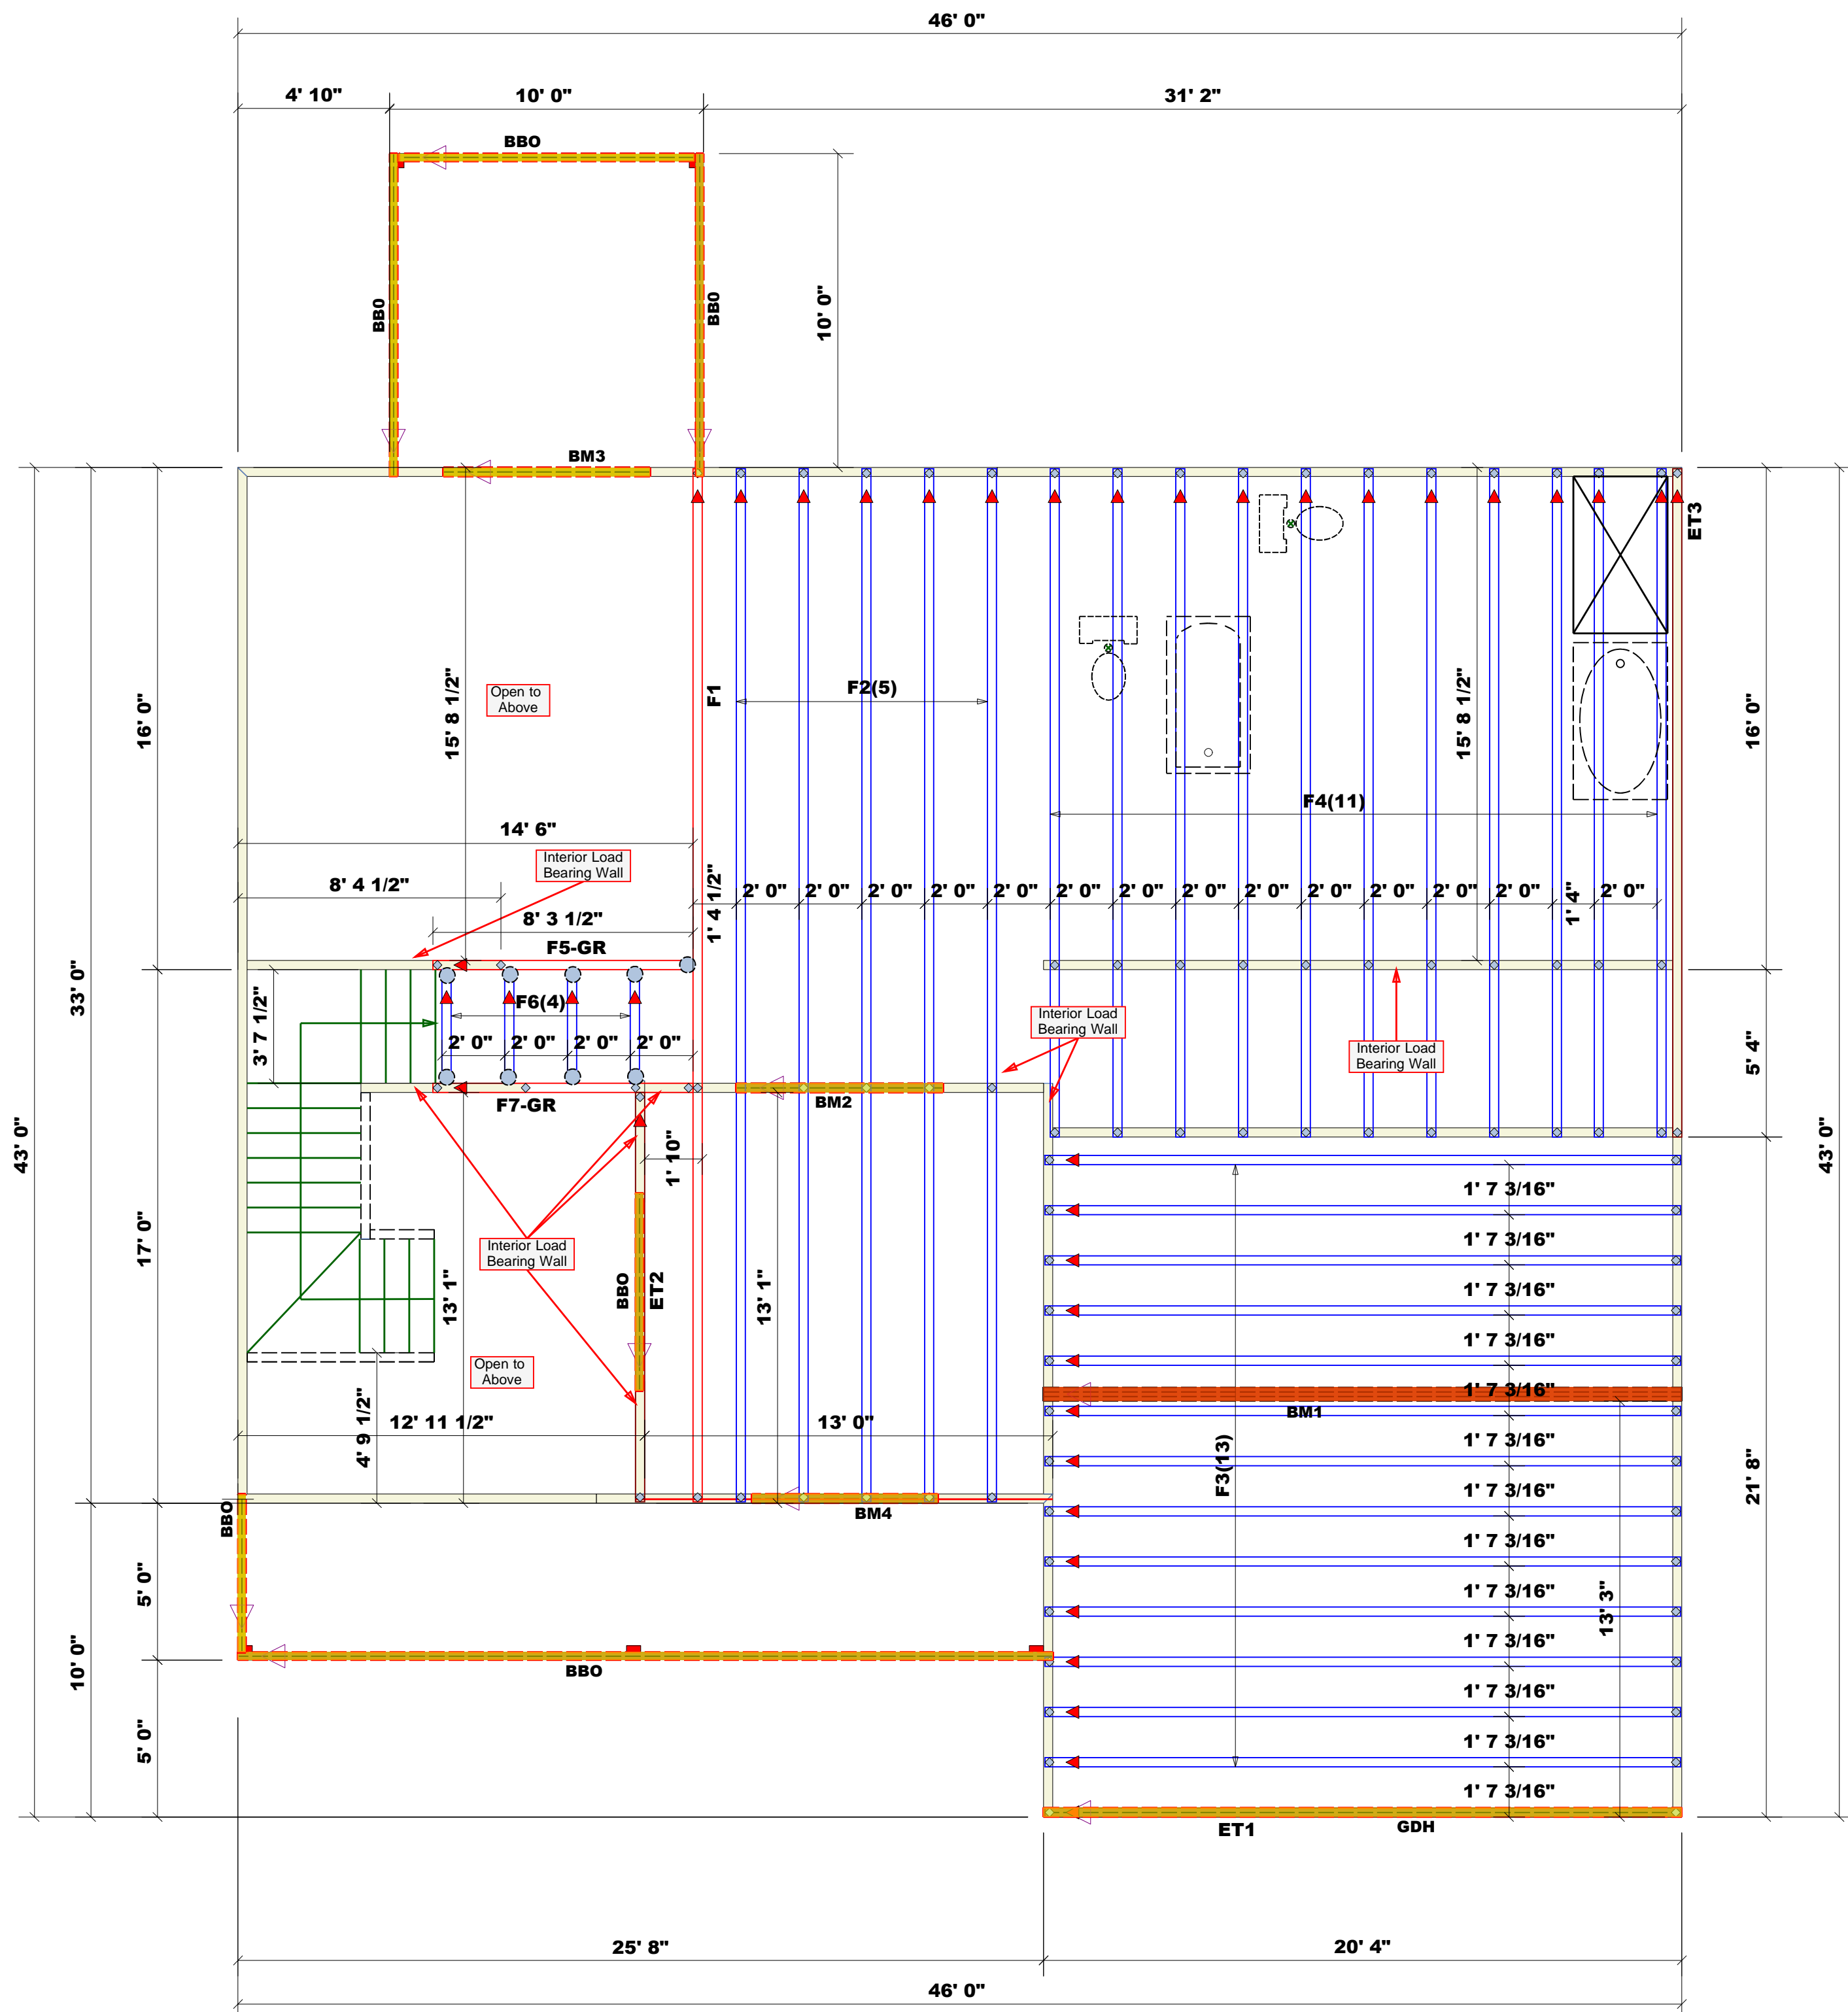 46' 0"
4' 10"
10' 0"
31' 2"
BBO
BBO
BBO
10' 0"
BM3
ET3
16' 0"
15' 8 1/2"
Open to
Above
F1
F2(5)
15' 8 1/2"
16' 0"
F4(11)
14' 6"
Interior Load
Bearing Wall
8' 4 1/2"
8' 3 1/2"
1' 4 1/2"
2' 0"
2' 0"
2' 0"
2' 0"
2' 0"
2' 0"
2' 0"
2' 0"
2' 0"
2' 0"
2' 0"
2' 0"
1' 4"
2' 0"
F5-GR
33' 0"
3' 7 1/2"
F6(4)
2' 0"
2' 0"
2' 0"
2' 0"
Interior Load
Bearing Wall
Interior Load
Bearing Wall
5' 4"
F7-GR
BM2
43' 0"
43' 0"
1' 10"
17' 0"
Interior Load
Bearing Wall
13' 1"
BBO
ET2
13' 1"
Open to
Above
1' 7 3/16"
1' 7 3/16"
1' 7 3/16"
1' 7 3/16"
1' 7 3/16"
BM1
12' 11 1/2"
13' 0"
4' 9 1/2"
F3(13)
1' 7 3/16"
1' 7 3/16"
1' 7 3/16"
1' 7 3/16"
1' 7 3/16"
1' 7 3/16"
1' 7 3/16"
1' 7 3/16"
21' 8"
BBO
BM4
5' 0"
13' 3"
10' 0"
BBO
5' 0"
ET1
GDH
25' 8"
20' 4"
46' 0"